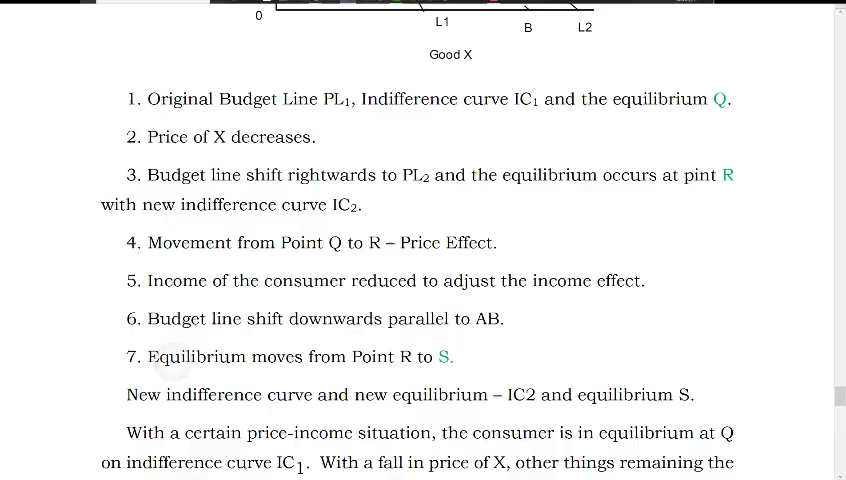 0
L1
B
L2
Good X
1. Original Budget Line PL₁, Indifference curve IC₁ and the equilibrium Q.
2. Price of X decreases.
3. Budget line shift rightwards to PL₂ and the equilibrium occurs at pint R
with new indifference curve IC₂.
4. Movement from Point Q to R – Price Effect.
5. Income of the consumer reduced to adjust the income effect.
6. Budget line shift downwards parallel to AB.
7. Equilibrium moves from Point R to S.
New indifference curve and new equilibrium – IC2 and equilibrium S.
With a certain price-income situation, the consumer is in equilibrium at Q
on indifference curve IC₁. With a fall in price of X, other things remaining the